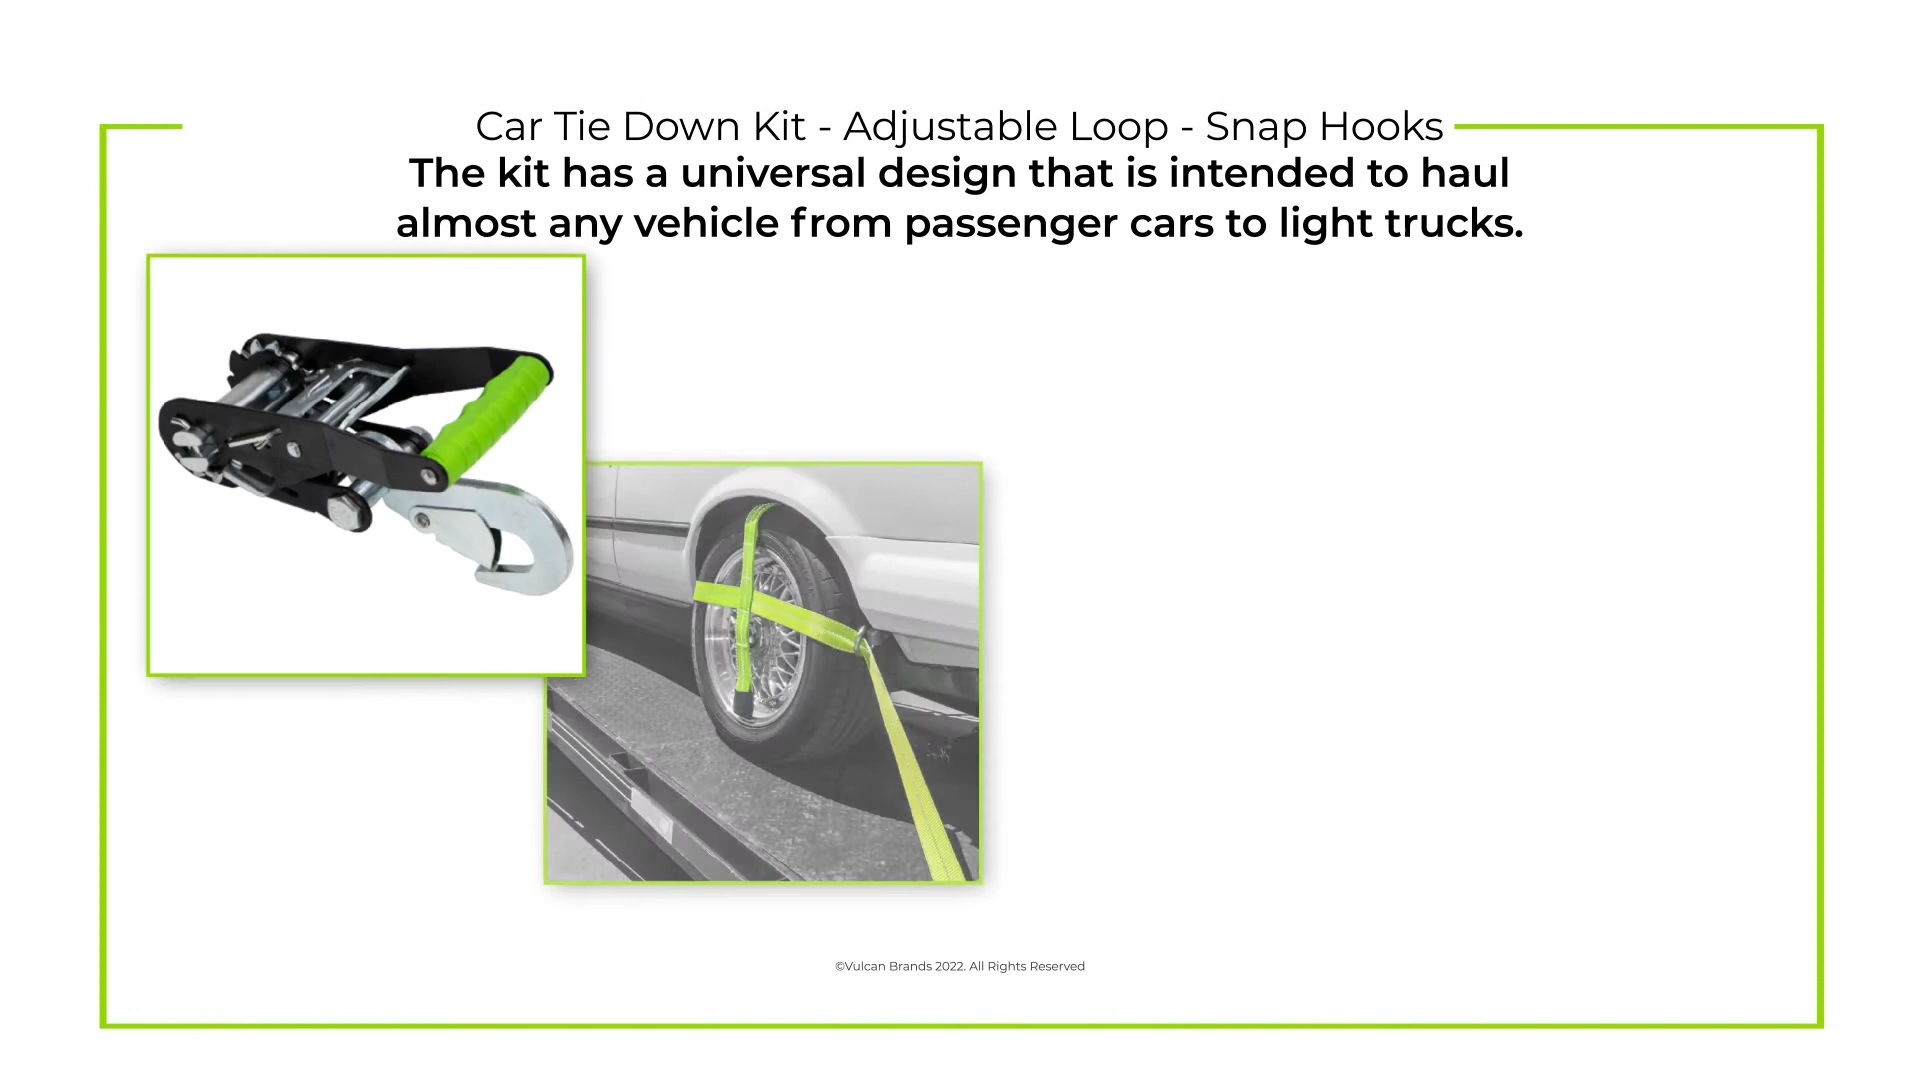 Car Tie Down Kit - Adjustable Loop - Snap Hooks
The kit has a universal design that is intended to haul
almost any vehicle from passenger cars to light trucks.
©Vulcan Brands 2022. All Rights Reserved